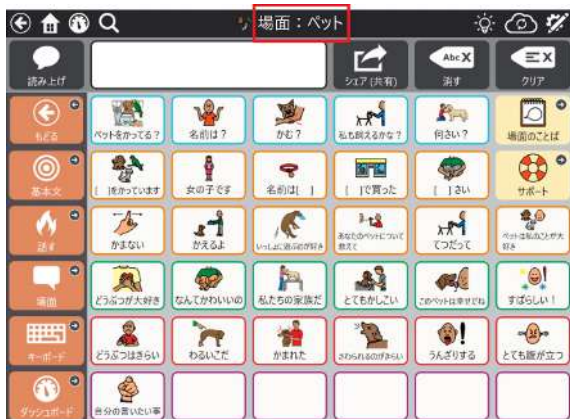 場面：ペット
読み上げ
シェア(共有)
Abc X
消す
X
クリア
もどる
ペットをかってる？
名前は？
かむ？
私も飼えるかな？
何さい？
場面のことば
基本文
[ ]をかっています
女の子です
名前は[ ]
[ ]で買った
[ ]さい
サポート
話す
かまない
かえるよ
いっしょに遊ぶのが好き
あなたのペットについて
教えて
てつだって
ペットは私のことが大
好き
場面
どうぶつが大好き
なんてかわいいの
私たちの家族だ
とてもかしこい
このペットは幸せだね
すばらしい！
キーボード
どうぶつはきらい
わるいこだ
かまれた
さわられるのがきらい
うんざりする
とても腹が立つ
ダッシュボード
自分の言いたい事